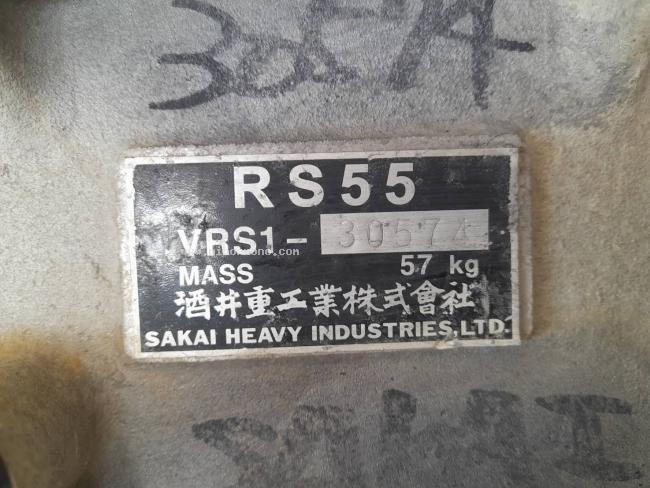 RS55
VRS1- 30574
MASS 57 kg
酒井重工業株式會社
SAKAI HEAVY INDUSTRIES,LTD.